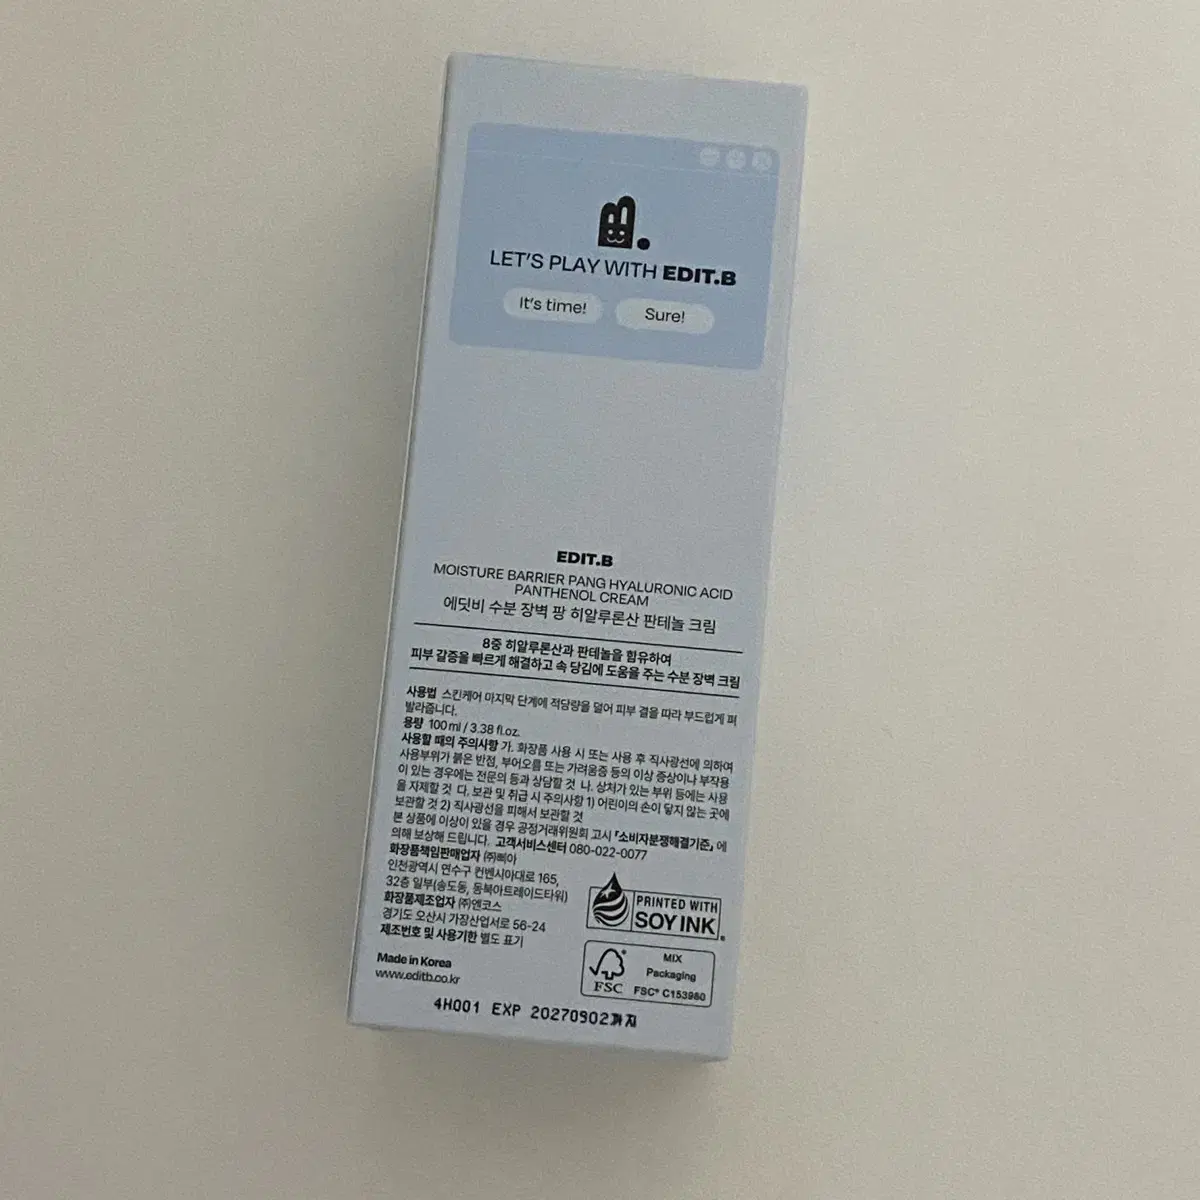 B.
LET'S PLAY WITH EDIT.B
It's time!
Sure!
EDIT.B
MOISTURE BARRIER PANG HYALURONIC ACID
PANTHENOL CREAM
에딧비 수분 장벽 팡 히알루론산 판테놀 크림
8중 히알루론산과 판테놀을 함유하여
피부 갈증을 빠르게 해결하고 속 당김에 도움을 주는 수분 장벽 크림
사용법 스킨케어 마지막 단계에 적당량을 덜어 피부 결을 따라 부드럽게 펴
발라줍니다.
용량 100ml / 3.38 fl.oz.
사용할 때의 주의사항 가. 화장품 사용 시 또는 사용 후 직사광선에 의하여
사용부위가 붉은 반점, 부어오름 또는 가려움증 등의 이상 증상이나 부작용
이 있는 경우에는 전문의 등과 상담할 것 나. 상처가 있는 부위 등에는 사용
을 자제할 것 다. 보관 및 취급 시 주의사항 1) 어린이의 손이 닿지 않는 곳에
보관할 것 2) 직사광선을 피해서 보관할 것
본 상품에 이상이 있을 경우 공정거래위원회 고시 「소비자분쟁해결기준」에
의해 보상해 드립니다. 고객서비스센터 080-022-0077
화장품책임판매업자 ㈜삐아
인천광역시 연수구 컨벤시아대로 165,
32층 일부(송도동, 동북아트레이드타워)
화장품제조업자 ㈜엔코스
경기도 오산시 가장산업서로 56-24
제조번호 및 사용기한 별도 표기
Made in Korea
www.editb.co.kr
PRINTED WITH
SOY INK
MIX
Packaging
FSC
FSC® C153980
4H001 EXP 20270902까지